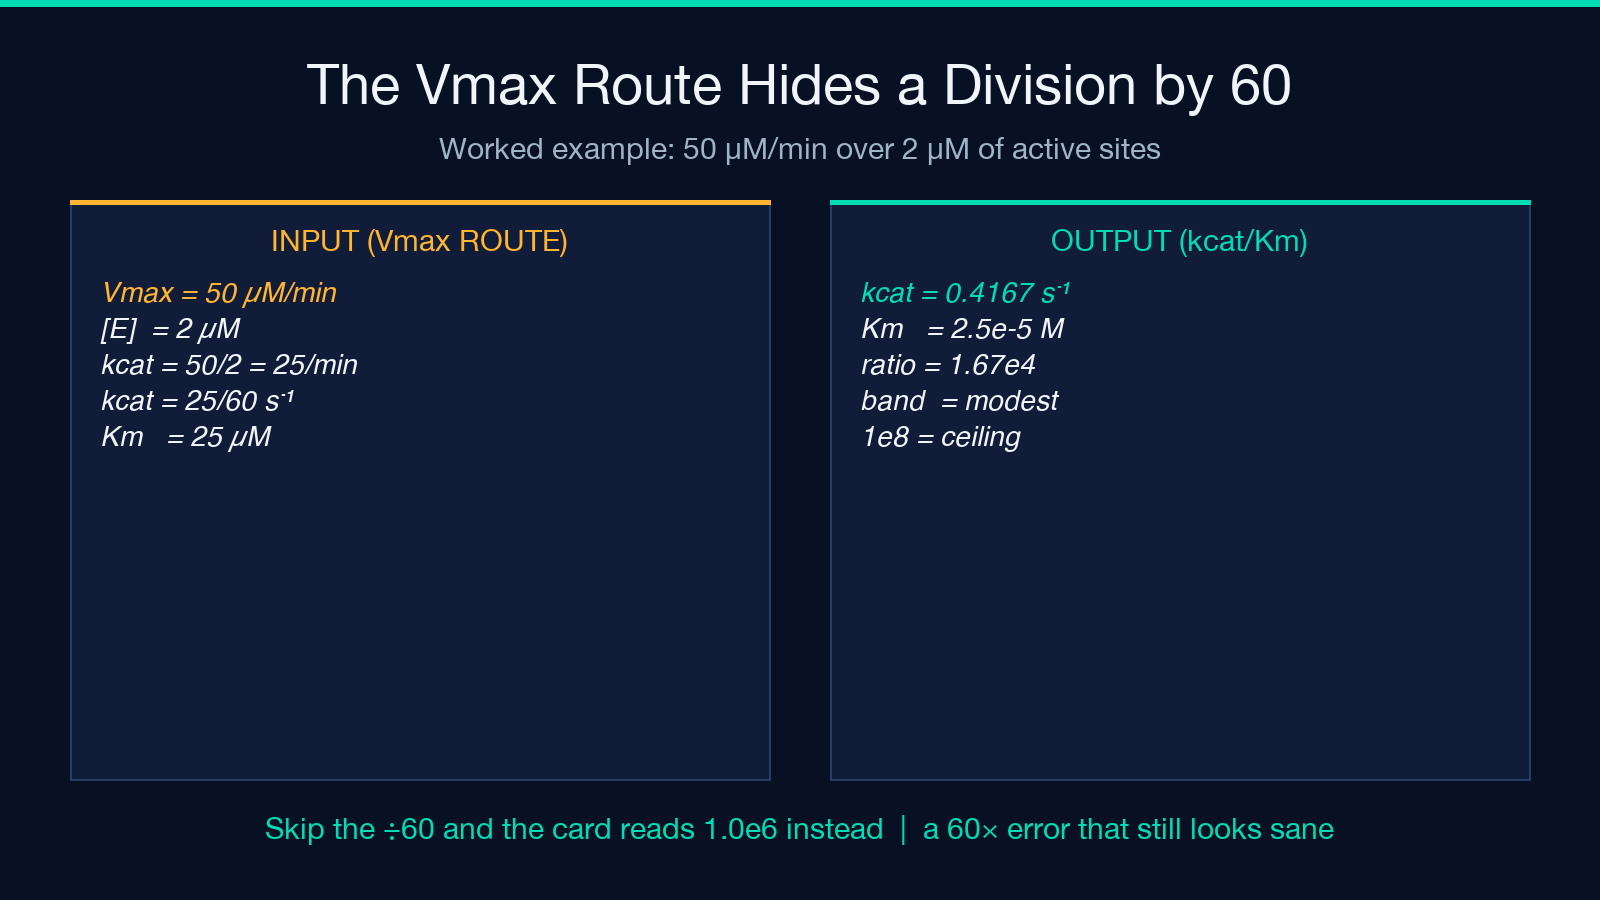 The Vmax Route Hides a Division by 60
Worked example: 50 µM/min over 2 µM of active sites
INPUT (Vmax ROUTE)
Vmax = 50 µM/min
[E]  = 2 µM
kcat = 50/2 = 25/min
kcat = 25/60 s⁻¹
Km   = 25 µM
OUTPUT (kcat/Km)
kcat = 0.4167 s⁻¹
Km   = 2.5e-5 M
ratio = 1.67e4
band  = modest
1e8 = ceiling
Skip the ÷60 and the card reads 1.0e6 instead | a 60× error that still looks sane